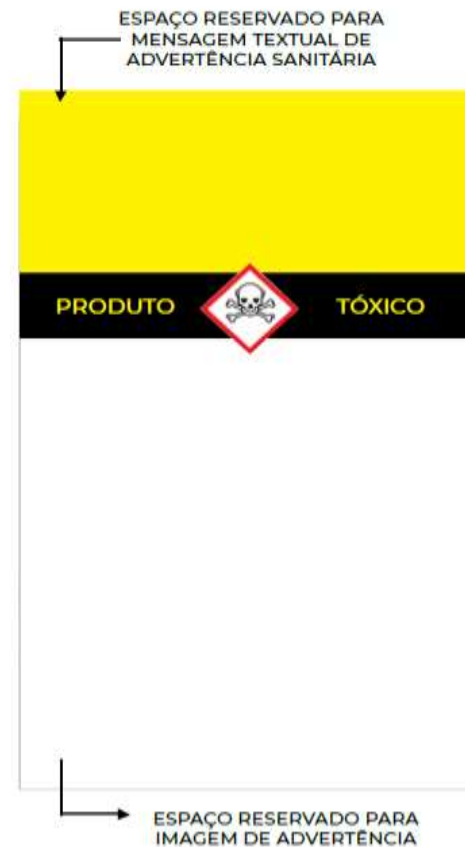 ESPAÇO RESERVADO PARA
MENSAGEM TEXTUAL DE
ADVERTÊNCIA SANITÁRIA
PRODUTO TÓXICO
ESPAÇO RESERVADO PARA
IMAGEM DE ADVERTÊNCIA